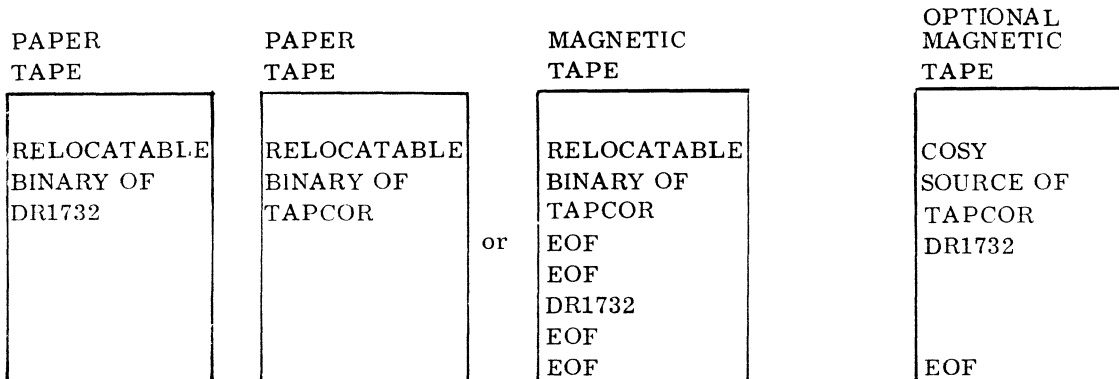 PAPER
TAPE
RELOCATABLE
BINARY OF
DR1732
PAPER
TAPE
RELOCATABLE
BINARY OF
TAPCOR
or
MAGNETIC
TAPE
RELOCATABLE
BINARY OF
TAPCOR
EOF
EOF
DR1732
EOF
EOF
OPTIONAL
MAGNETIC
TAPE
COSY
SOURCE OF
TAPCOR
DR1732
EOF